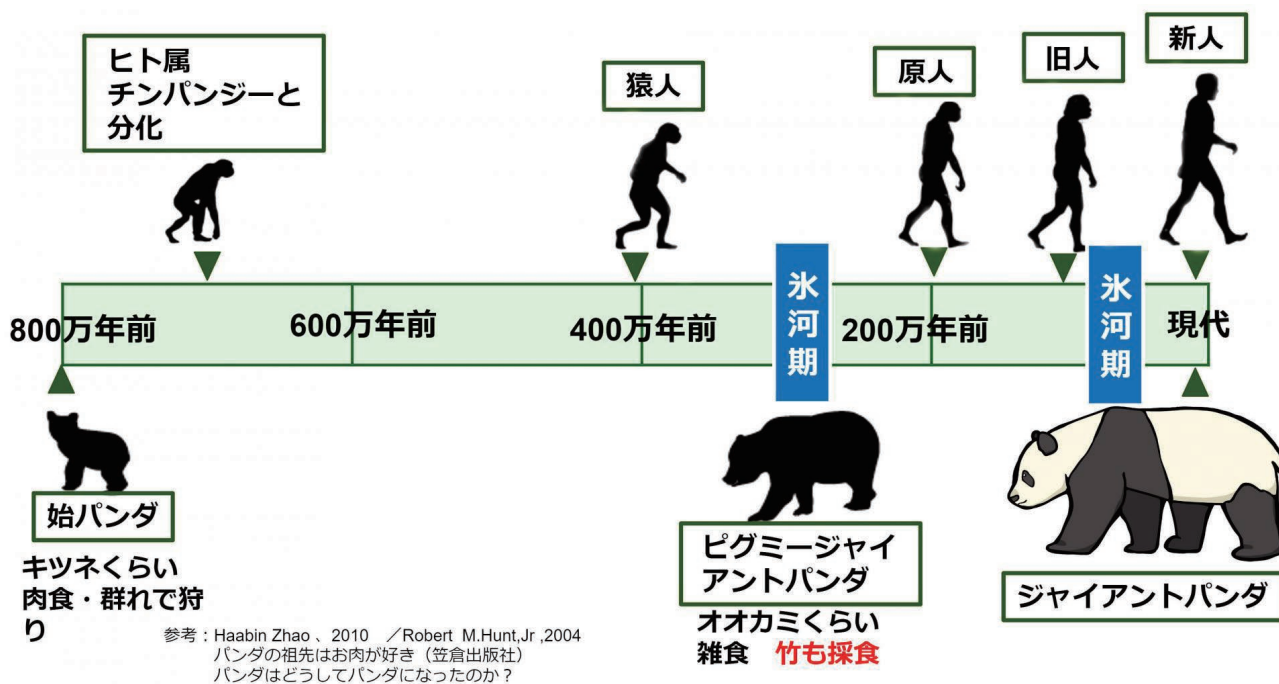 ヒト属
チンパンジーと
分化
猿人
原人
旧人
新人
800万年前
600万年前
400万年前
氷河期
200万年前
氷河期
現代
始パンダ
キツネくらい
肉食・群れで狩
り
ピグミージャイ
アントパンダ
オオカミくらい
雑食 竹も採食
ジャイアントパンダ
参考：Haabin Zhao 、2010 ／Robert M.Hunt,Jr ,2004
パンダの祖先はお肉が好き（笠倉出版社）
パンダはどうしてパンダになったのか？